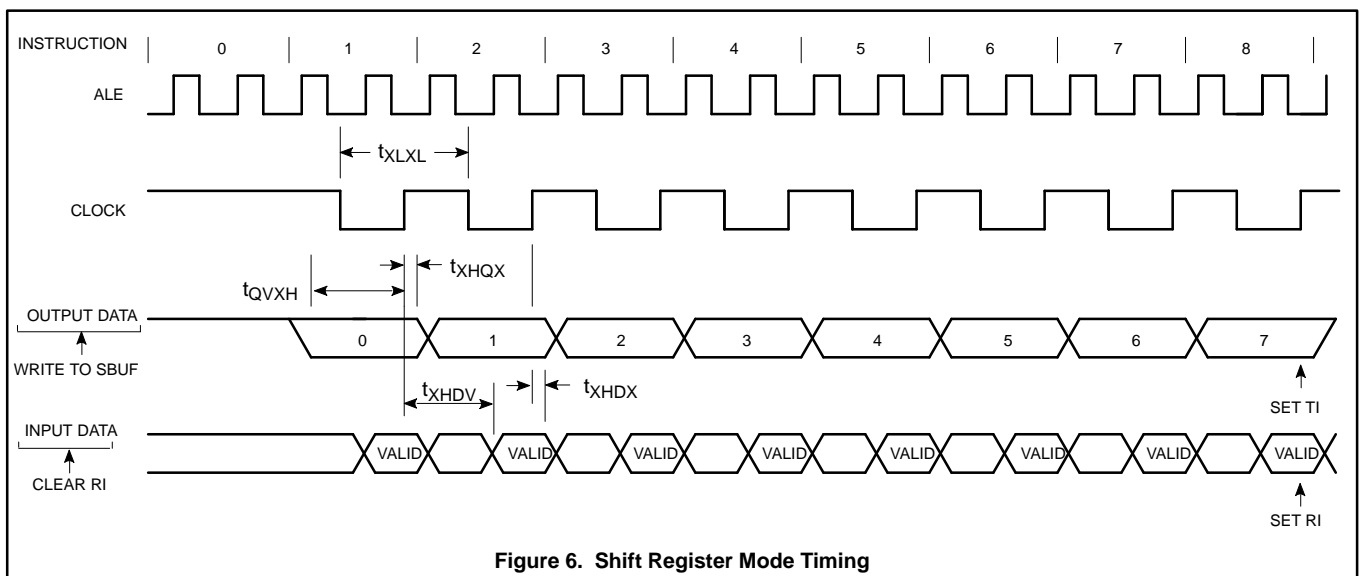 INSTRUCTION 0 1 2 3 4 5 6 7 8
ALE
tXLXL
CLOCK
tXHQX
tQVXH
OUTPUT DATA
0 1 2 3 4 5 6 7
WRITE TO SBUF
tXHDV
tXHDX
SET TI
INPUT DATA
VALID VALID VALID VALID VALID VALID VALID VALID
CLEAR RI
SET RI
Figure 6. Shift Register Mode Timing